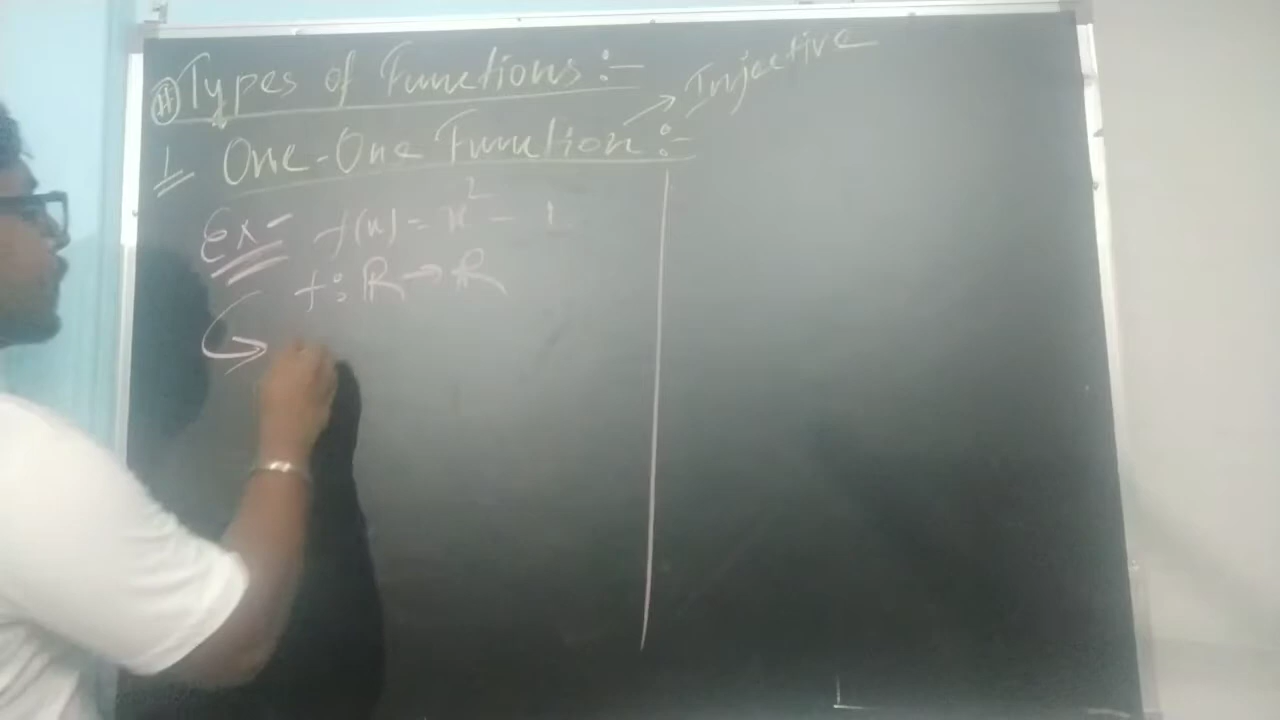 # Types of Functions :-
1. One-One Function :- → Injective
Ex- f(x) = x² - 1
f: ℝ → ℝ